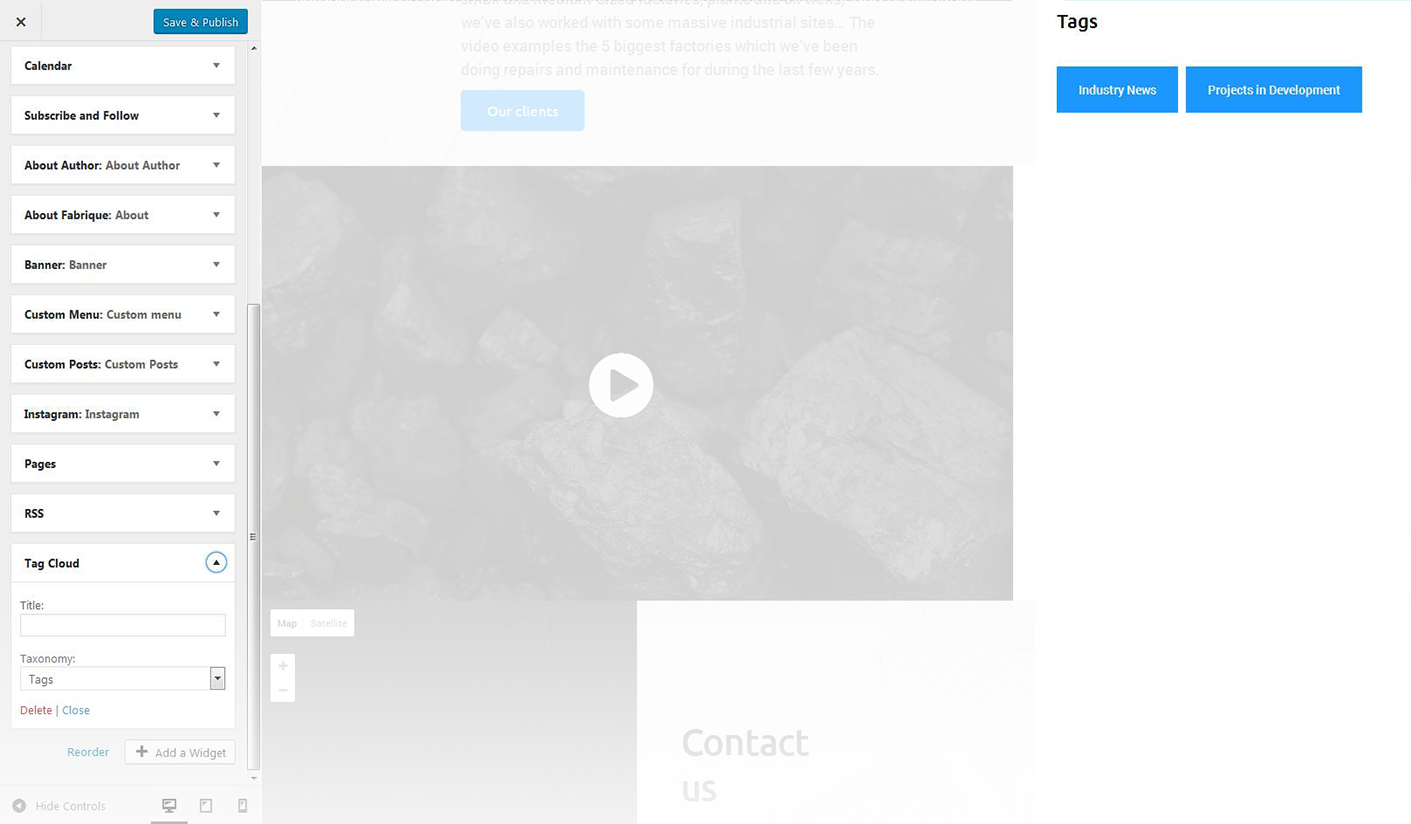 Save & Publish
Calendar
Subscribe and Follow
About Author: About Author
About Fabrique: About
Banner: Banner
Custom Menu: Custom menu
Custom Posts: Custom Posts
Instagram: Instagram
Pages
RSS
Tag Cloud
Title:
Taxonomy:
Tags
Delete | Close
Reorder
Add a Widget
Hide Controls
we've also worked with some massive industrial sites... The
video examples the 5 biggest factories which we've been
doing repairs and maintenance for during the last few years.
Our clients
Map
Satellite
Contact
us
Tags
Industry News
Projects in Development